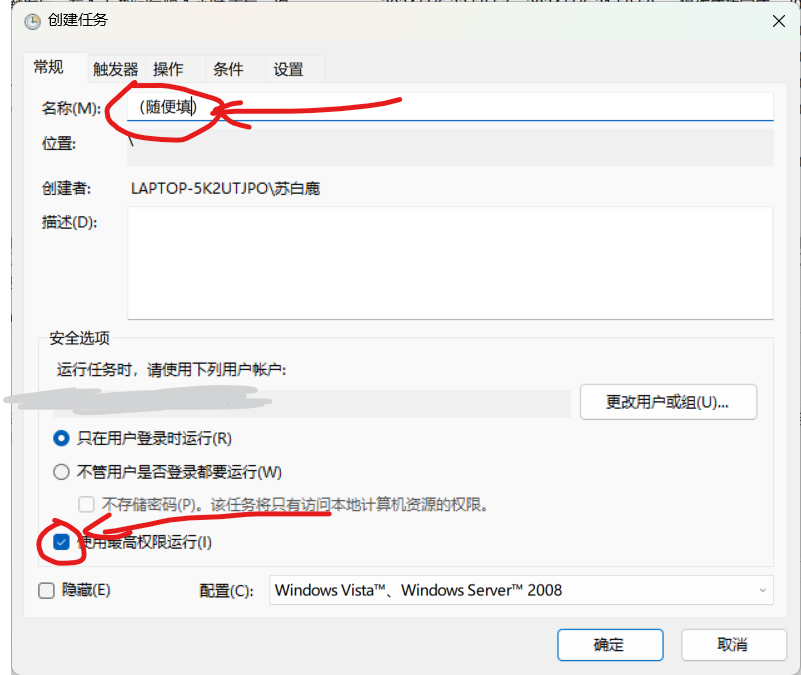 创建任务
常规 触发器 操作 条件 设置
名称(M): （随便填）
位置: \
创建者: LAPTOP-5K2UTJPO\苏白鹿
描述(D):
安全选项
运行任务时，请使用下列用户帐户:
更改用户或组(U)...
只在用户登录时运行(R)
不管用户是否登录都要运行(W)
不存储密码(P)。该任务将只有访问本地计算机资源的权限。
使用最高权限运行(I)
隐藏(E) 配置(C): Windows Vista™、Windows Server™ 2008
确定 取消